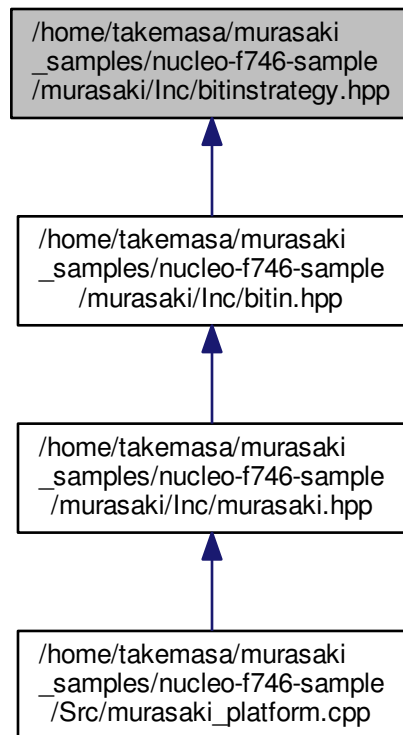 /home/takemasa/murasaki
_samples/nucleo-f746-sample
/murasaki/Inc/bitinstrategy.hpp
/home/takemasa/murasaki
_samples/nucleo-f746-sample
/murasaki/Inc/bitin.hpp
/home/takemasa/murasaki
_samples/nucleo-f746-sample
/murasaki/Inc/murasaki.hpp
/home/takemasa/murasaki
_samples/nucleo-f746-sample
/Src/murasaki_platform.cpp